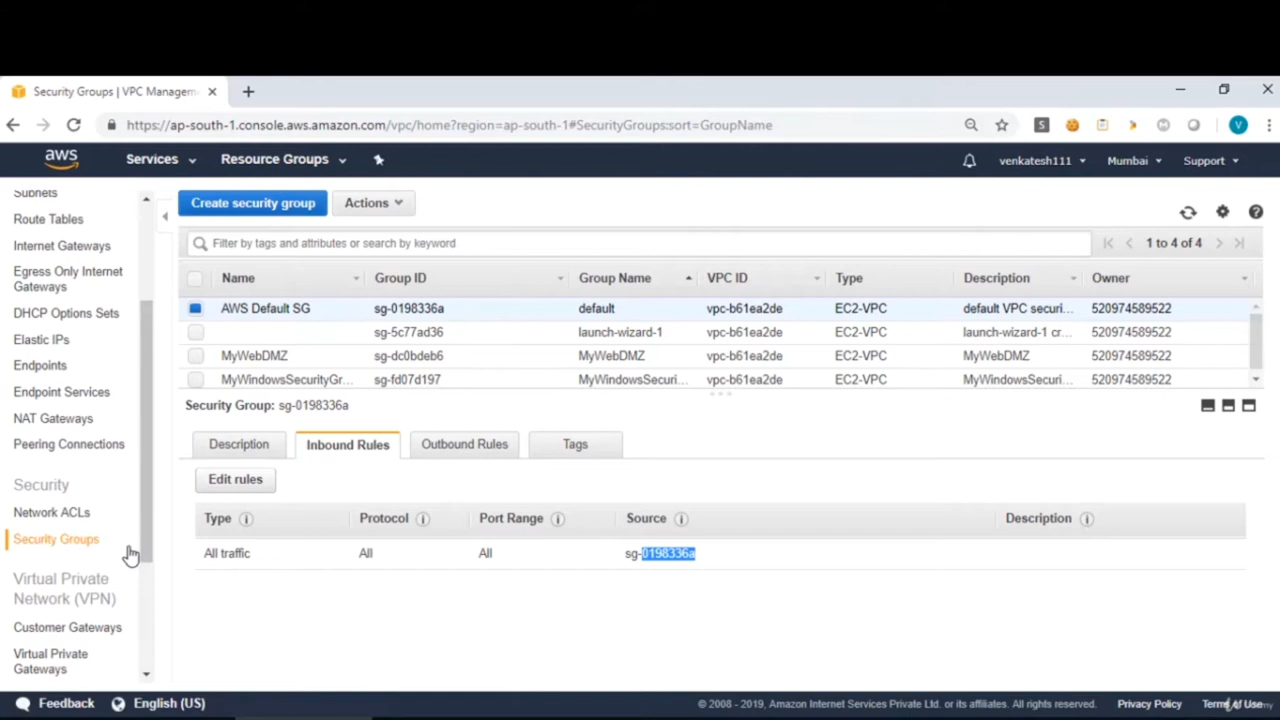 Security Groups | VPC Managem
https://ap-south-1.console.aws.amazon.com/vpc/home?region=ap-south-1#SecurityGroups:sort=GroupName
S
V
aws
Services
Resource Groups
venkatesh111
Mumbai
Support
Subnets
Route Tables
Internet Gateways
Egress Only Internet
Gateways
DHCP Options Sets
Elastic IPs
Endpoints
Endpoint Services
NAT Gateways
Peering Connections
Security
Network ACLs
Security Groups
Virtual Private
Network (VPN)
Customer Gateways
Virtual Private
Gateways
Create security group
Actions
Filter by tags and attributes or search by keyword
1 to 4 of 4
Name Group ID Group Name VPC ID Type Description Owner
AWS Default SG sg-0198336a default vpc-b61ea2de EC2-VPC default VPC securi... 520974589522
sg-5c77ad36 launch-wizard-1 vpc-b61ea2de EC2-VPC launch-wizard-1 cr... 520974589522
MyWebDMZ sg-dc0bdeb6 MyWebDMZ vpc-b61ea2de EC2-VPC MyWebDMZ 520974589522
MyWindowsSecurityGr... sg-fd07d197 MyWindowsSecuri... vpc-b61ea2de EC2-VPC MyWindowsSecuri... 520974589522
Security Group: sg-0198336a
Description
Inbound Rules
Outbound Rules
Tags
Edit rules
Type Protocol Port Range Source Description
All traffic All All sg-0198336a
Feedback
English (US)
© 2008 - 2019, Amazon Internet Services Private Ltd. or its affiliates. All rights reserved.
Privacy Policy
Terms of Use